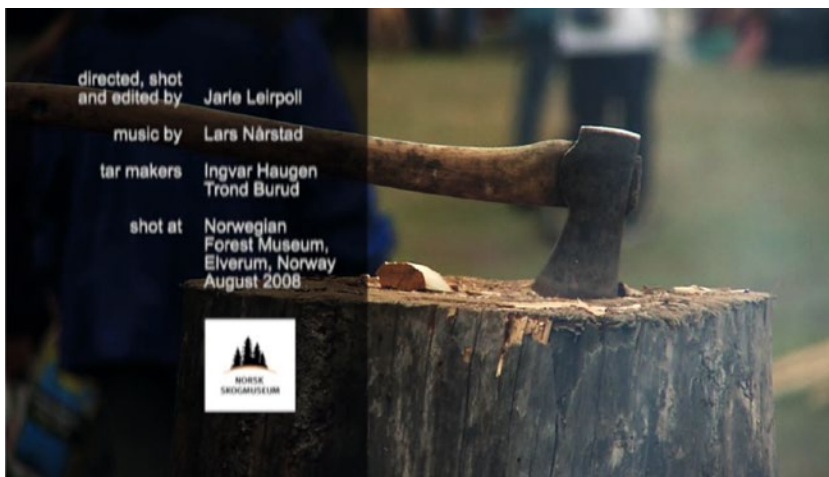 directed, shot
and edited by Jarle Leirpoll
music by Lars Nårstad
tar makers Ingvar Haugen
Trond Burud
shot at Norwegian
Forest Museum,
Elverum, Norway
August 2008
NORSK
SKOGMUSEUM